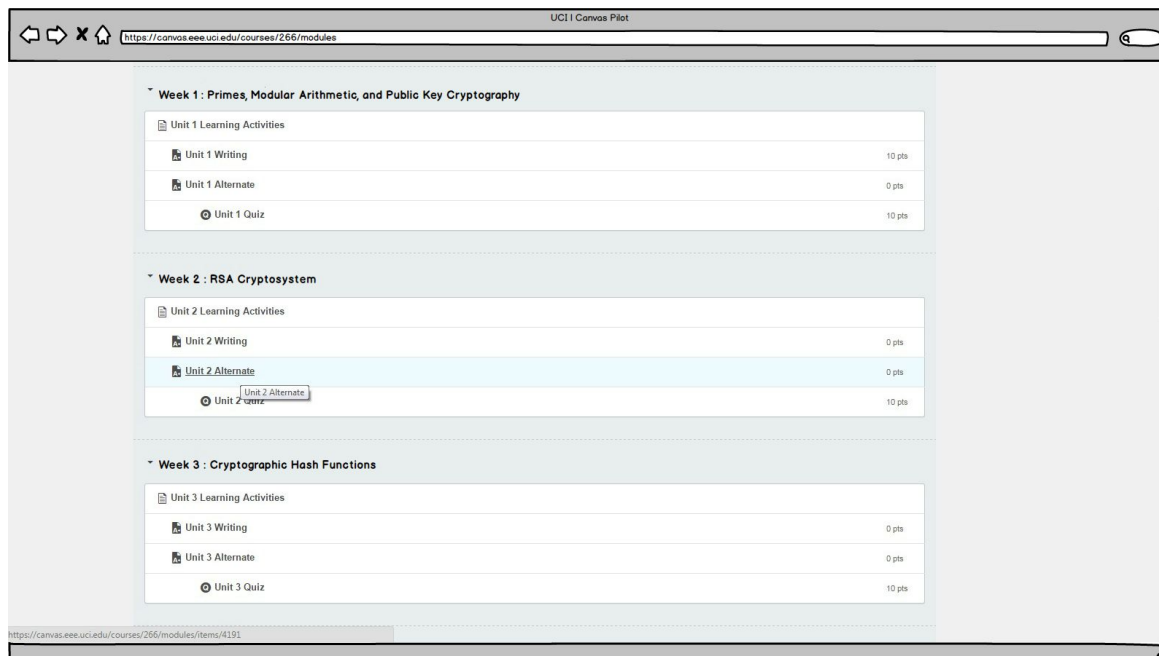 UCI | Canvas Pilot
https://canvas.eee.uci.edu/courses/266/modules
Week 1 : Primes, Modular Arithmetic, and Public Key Cryptography
Unit 1 Learning Activities
Unit 1 Writing 10 pts
Unit 1 Alternate 0 pts
Unit 1 Quiz 10 pts
Week 2 : RSA Cryptosystem
Unit 2 Learning Activities
Unit 2 Writing 0 pts
Unit 2 Alternate 0 pts
Unit 2 Alternate
Unit 2 Quiz 10 pts
Week 3 : Cryptographic Hash Functions
Unit 3 Learning Activities
Unit 3 Writing 0 pts
Unit 3 Alternate 0 pts
Unit 3 Quiz 10 pts
https://canvas.eee.uci.edu/courses/266/modules/items/4191